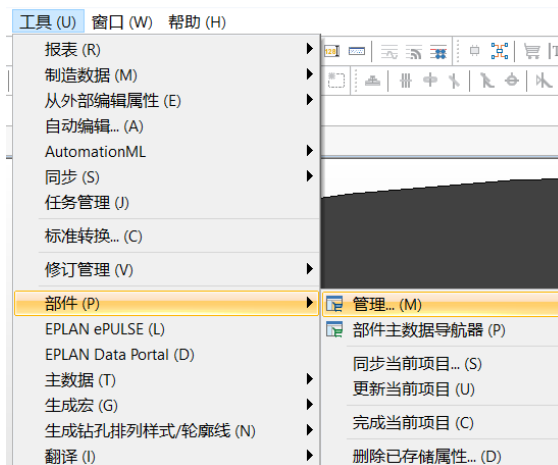 工具 (U) 窗口 (W) 帮助 (H)
报表 (R)
制造数据 (M)
从外部编辑属性 (E)
自动编辑... (A)
AutomationML
同步 (S)
任务管理 (J)
标准转换... (C)
修订管理 (V)
部件 (P)
管理... (M)
EPLAN ePULSE (L)
部件主数据导航器 (P)
EPLAN Data Portal (D)
同步当前项目... (S)
主数据 (T)
更新当前项目 (U)
生成宏 (G)
完成当前项目 (C)
生成钻孔排列样式/轮廓线 (N)
翻译 (I)
删除已存储属性... (D)